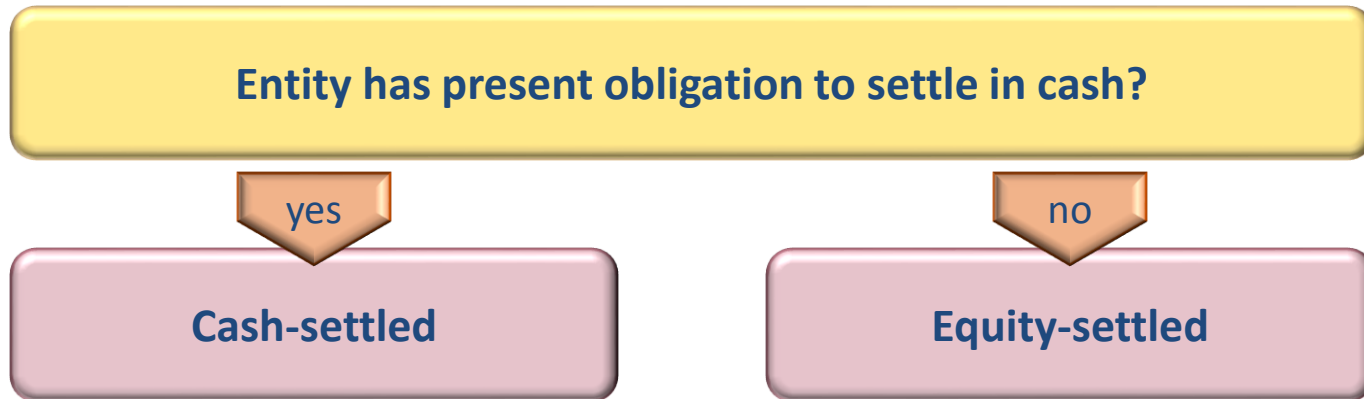 Entity has present obligation to settle in cash?
yes
no
Cash-settled
Equity-settled